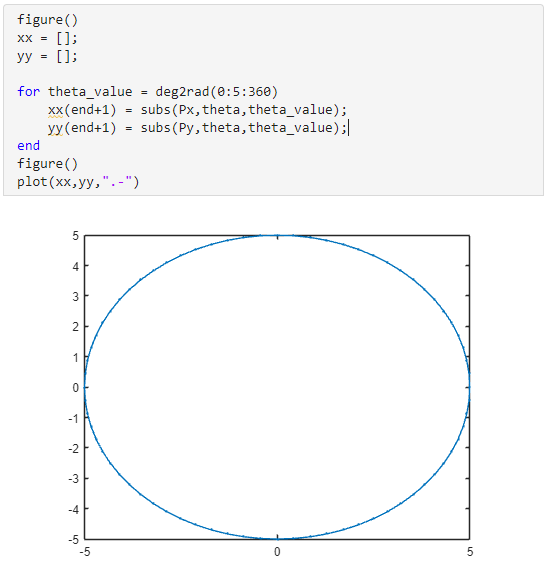 figure()
xx = [];
yy = [];
for theta_value = deg2rad(0:5:360)
xx(end+1) = subs(Px,theta,theta_value);
yy(end+1) = subs(Py,theta,theta_value);
end
figure()
plot(xx,yy,".-")
5
4
3
2
1
0
-1
-2
-3
-4
-5
-5 0 5